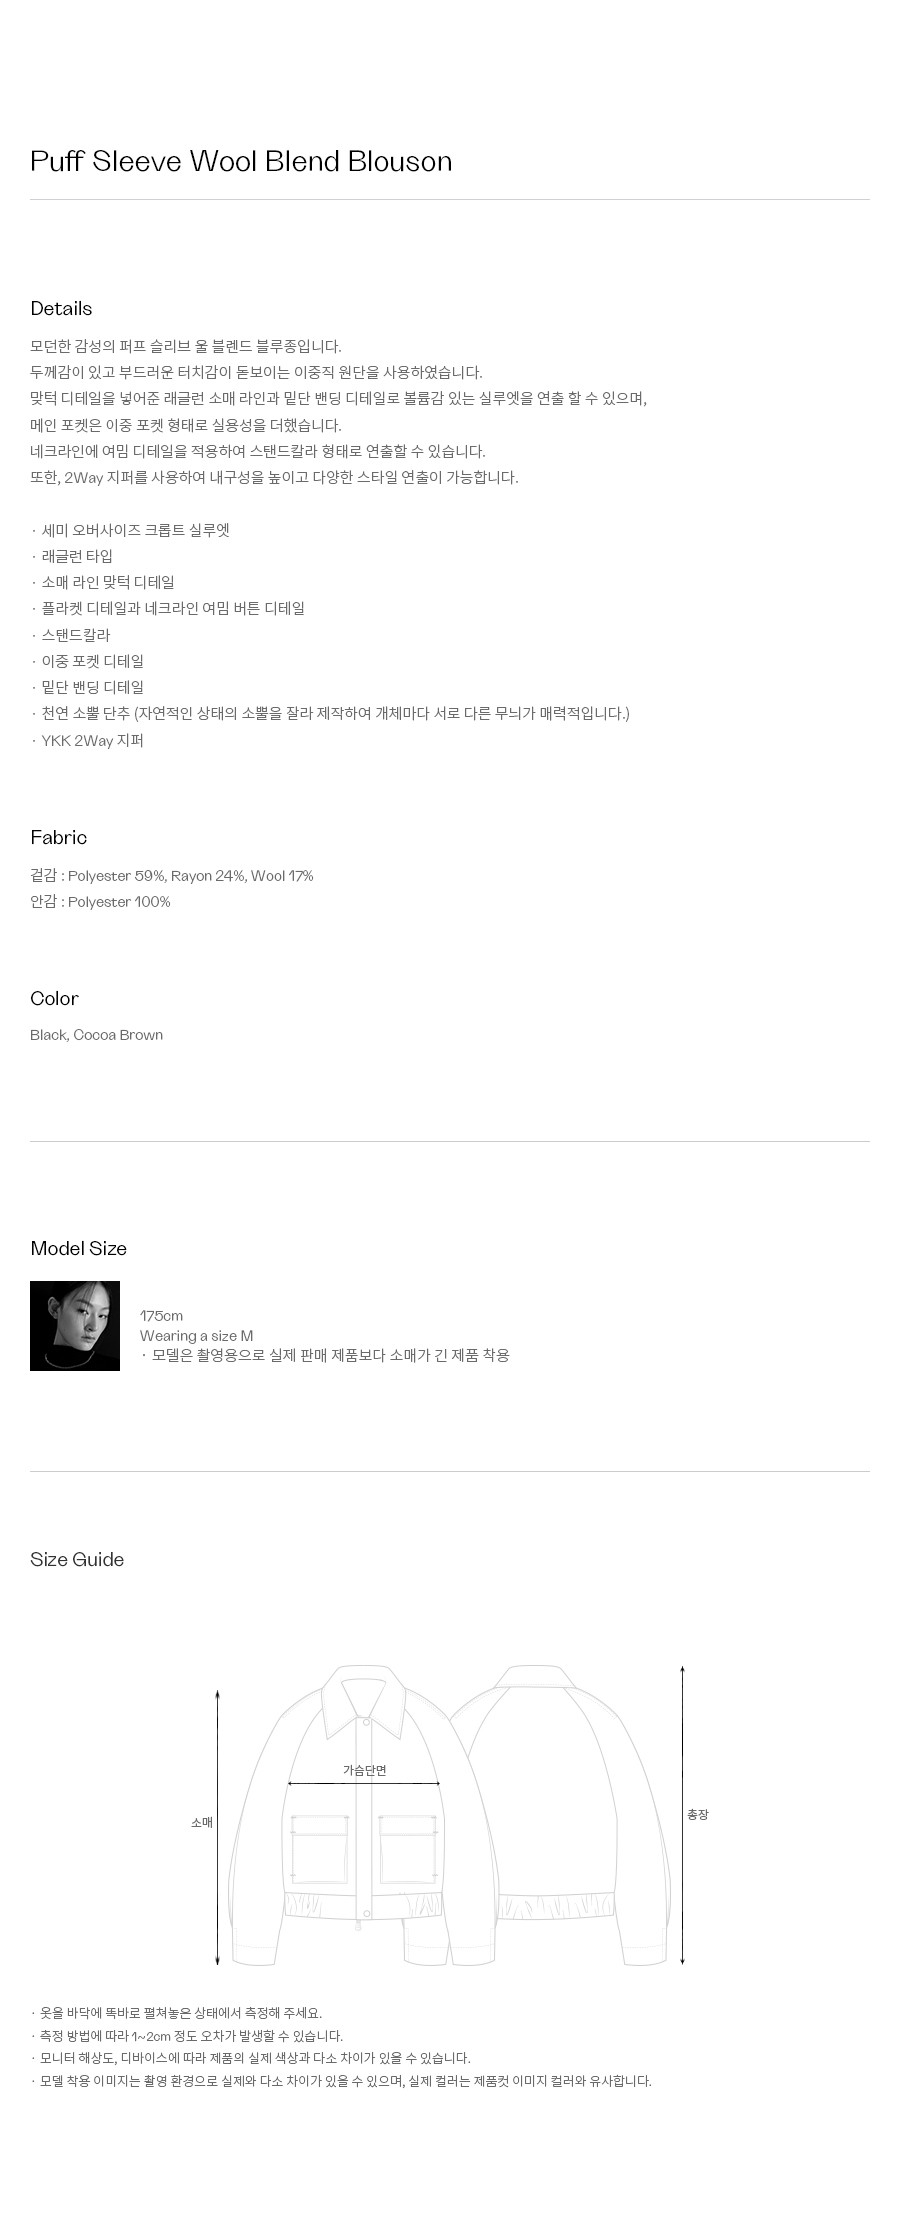 Puff Sleeve Wool Blend Blouson
Details
모던한 감성의 퍼프 슬리브 울 블렌드 블루종입니다.
두께감이 있고 부드러운 터치감이 돋보이는 이중직 원단을 사용하였습니다.
맞턱 디테일을 넣어준 래글런 소매 라인과 밑단 밴딩 디테일로 볼륨감 있는 실루엣을 연출 할 수 있으며,
메인 포켓은 이중 포켓 형태로 실용성을 더했습니다.
네크라인에 여밈 디테일을 적용하여 스탠드칼라 형태로 연출할 수 있습니다.
또한, 2Way 지퍼를 사용하여 내구성을 높이고 다양한 스타일 연출이 가능합니다.
· 세미 오버사이즈 크롭트 실루엣
· 래글런 타입
· 소매 라인 맞턱 디테일
· 플라켓 디테일과 네크라인 여밈 버튼 디테일
· 스탠드칼라
· 이중 포켓 디테일
· 밑단 밴딩 디테일
· 천연 소뿔 단추 (자연적인 상태의 소뿔을 잘라 제작하여 개체마다 서로 다른 무늬가 매력적입니다.)
· YKK 2Way 지퍼
Fabric
겉감 : Polyester 59%, Rayon 24%, Wool 17%
안감 : Polyester 100%
Color
Black, Cocoa Brown
Model Size
175cm
Wearing a size M
· 모델은 촬영용으로 실제 판매 제품보다 소매가 긴 제품 착용
Size Guide
가슴단면
소매
총장
· 옷을 바닥에 똑바로 펼쳐놓은 상태에서 측정해 주세요.
· 측정 방법에 따라 1~2cm 정도 오차가 발생할 수 있습니다.
· 모니터 해상도, 디바이스에 따라 제품의 실제 색상과 다소 차이가 있을 수 있습니다.
· 모델 착용 이미지는 촬영 환경으로 실제와 다소 차이가 있을 수 있으며, 실제 컬러는 제품컷 이미지 컬러와 유사합니다.